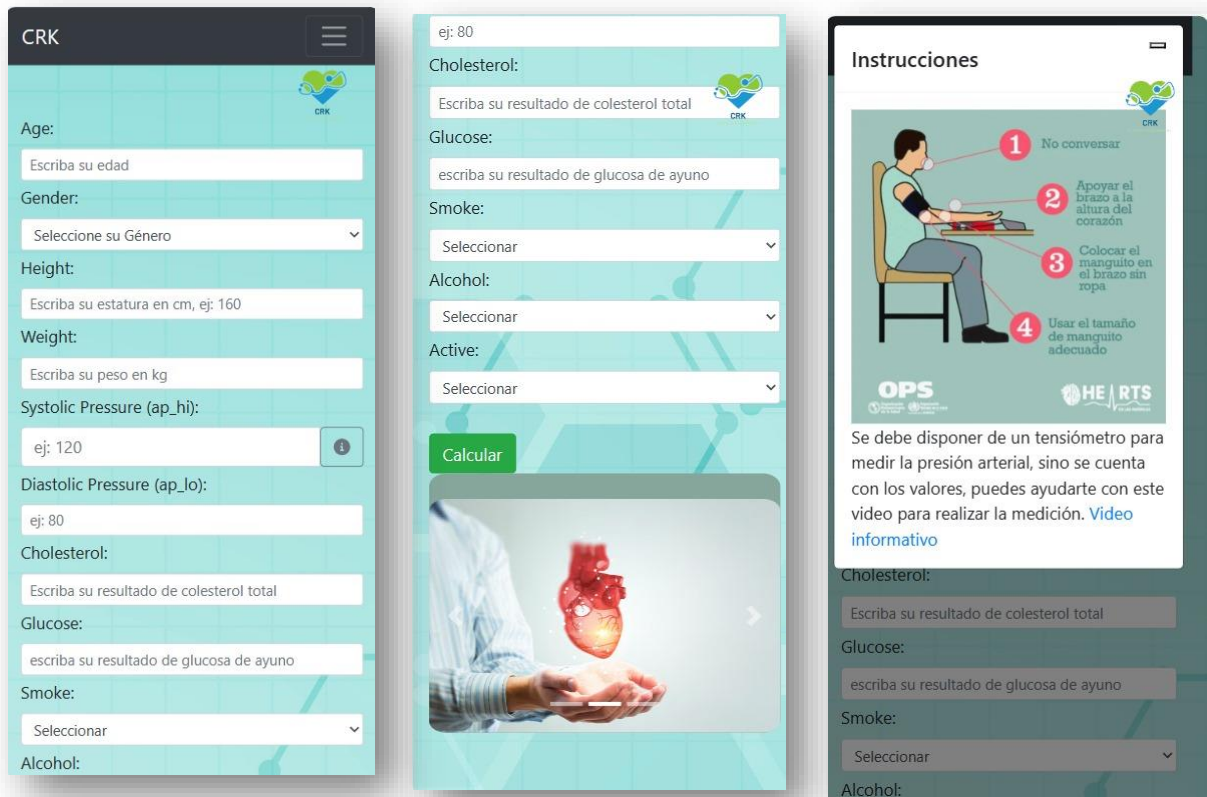 CRK
CRK
Age:
Escriba su edad
Gender:
Seleccione su Género
Height:
Escriba su estatura en cm, ej: 160
Weight:
Escriba su peso en kg
Systolic Pressure (ap_hi):
ej: 120
Diastolic Pressure (ap_lo):
ej: 80
Cholesterol:
Escriba su resultado de colesterol total
Glucose:
escriba su resultado de glucosa de ayuno
Smoke:
Seleccionar
Alcohol:
ej: 80
Cholesterol:
Escriba su resultado de colesterol total
CRK
Glucose:
escriba su resultado de glucosa de ayuno
Smoke:
Seleccionar
Alcohol:
Seleccionar
Active:
Seleccionar
Calcular
Instrucciones
CRK
1 No conversar
2 Apoyar el
brazo a la
altura del
corazón
3 Colocar el
manguito en
el brazo sin
ropa
4 Usar el tamaño
de manguito
adecuado
OPS
HEARTS
Se debe disponer de un tensiómetro para
medir la presión arterial, sino se cuenta
con los valores, puedes ayudarte con este
video para realizar la medición. Video
informativo
Cholesterol:
Escriba su resultado de colesterol total
Glucose:
escriba su resultado de glucosa de ayuno
Smoke:
Seleccionar
Alcohol: